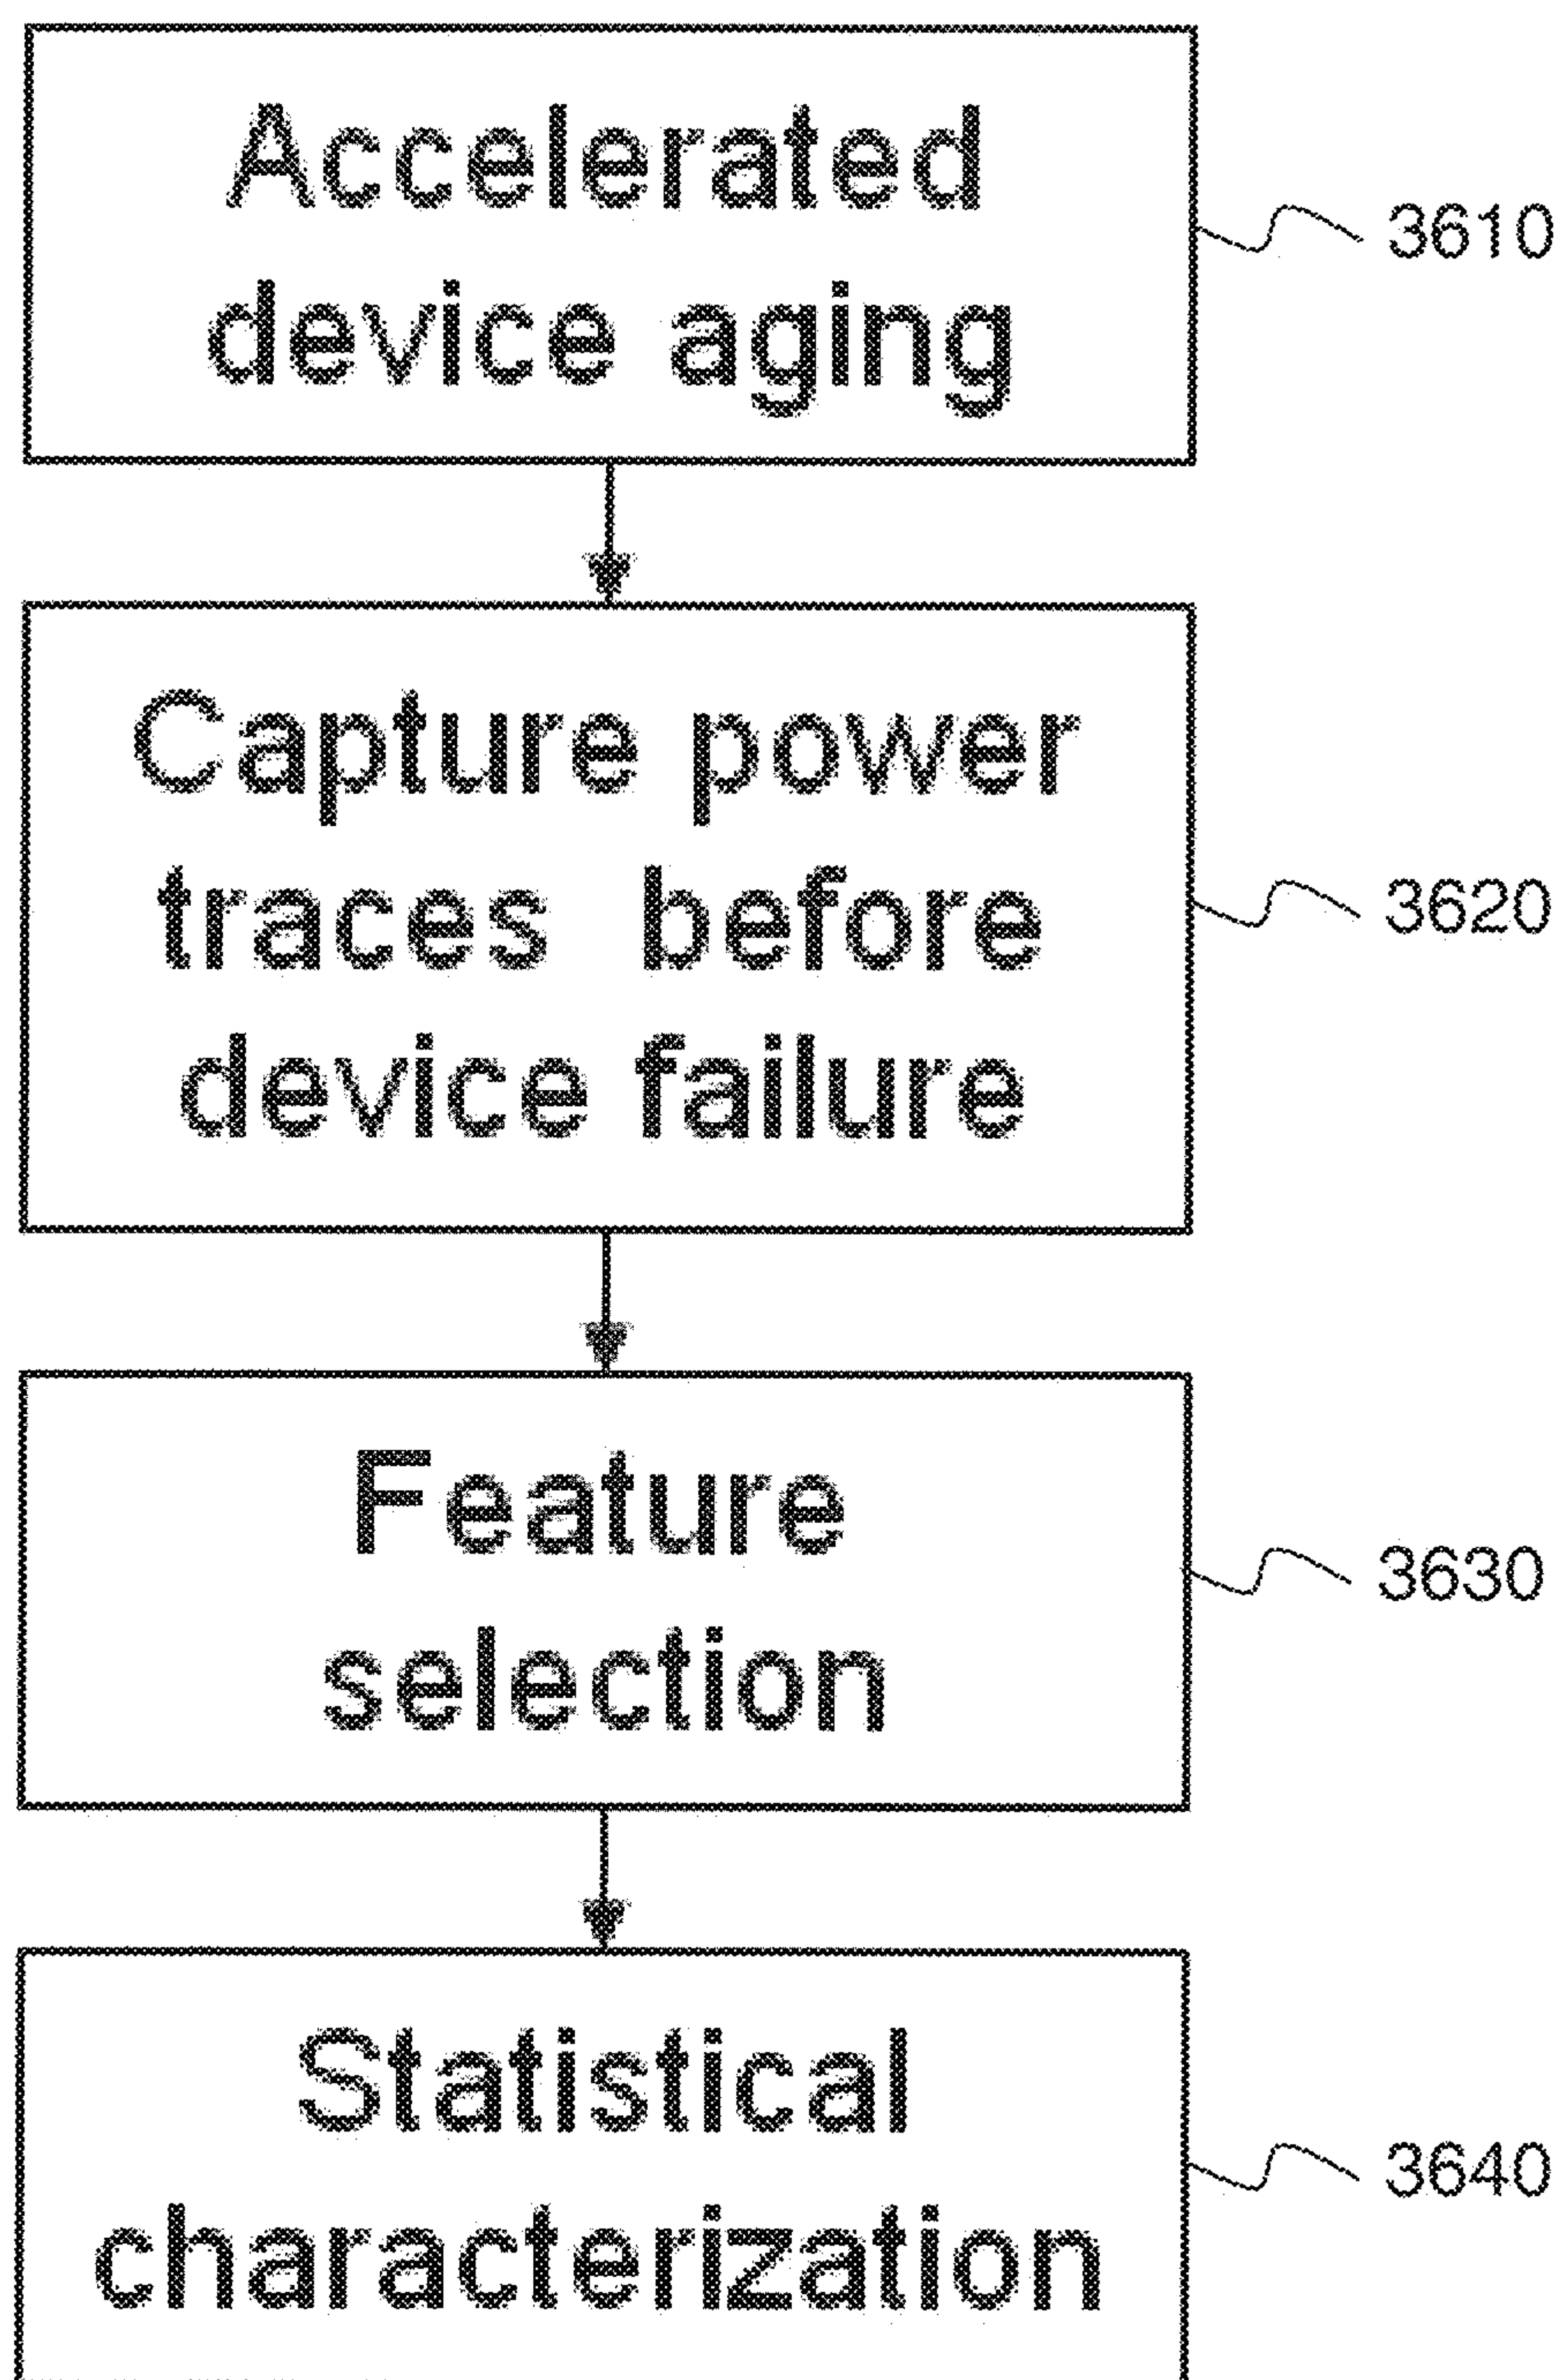 Accelerated
device aging
3610
Capture power
traces before
device failure
3620
Feature
selection
3630
Statistical
characterization
3640